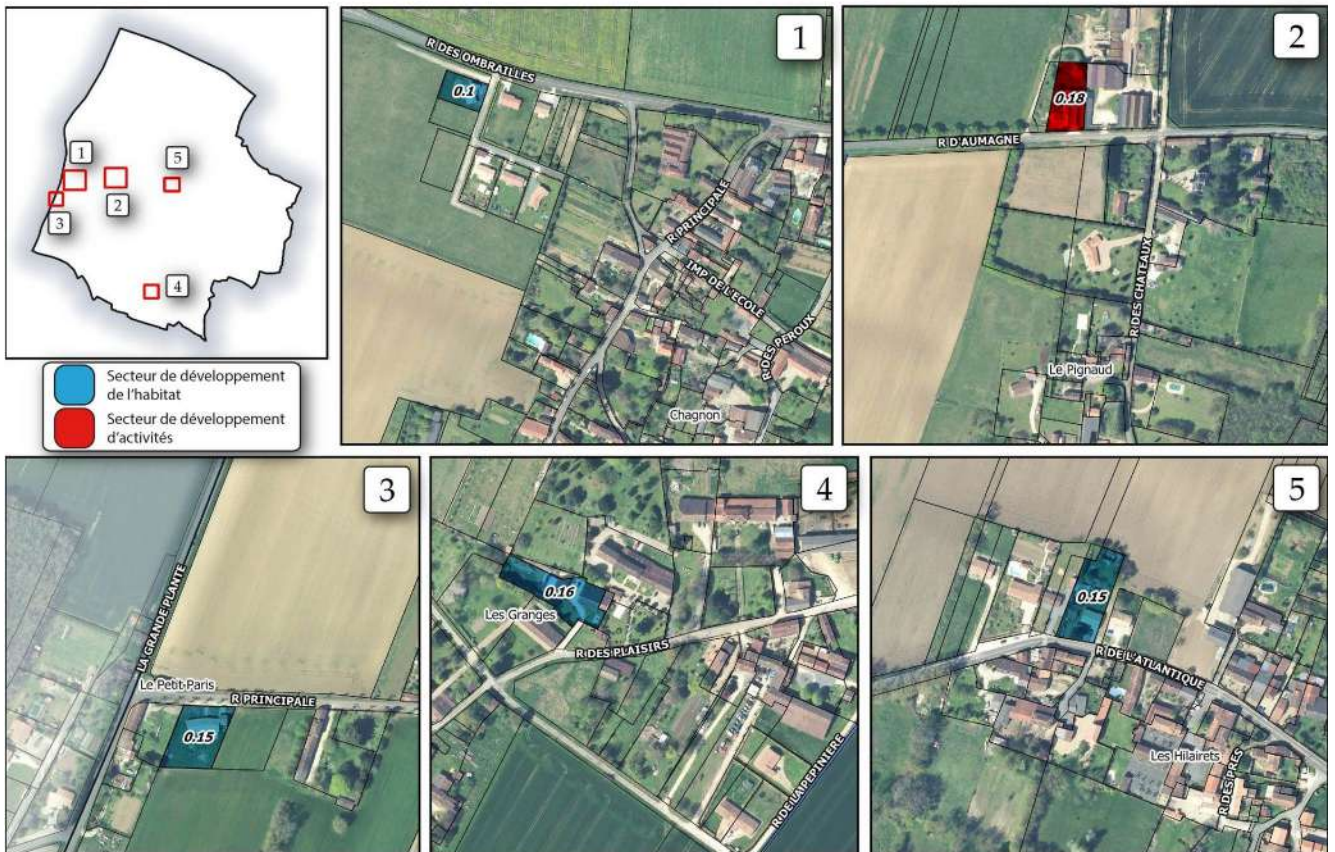 1
5
2
3
4
Secteur de développement
de l'habitat
Secteur de développement
d'activités
1
R DES OMBRAILLES
0.1
R PRINCIPALE
IMP DE L'ECOLE
R DES PEROUX
Chagnon
2
0.18
R D'AUMAGNE
R DES CHATEAUX
Le Pignaud
3
LA GRANDE PLANTE
Le Petit Paris
R PRINCIPALE
0.15
4
0.16
Les Granges
R DES PLAISIRS
R DE LA PEPINIERE
5
0.15
R DE L'ATLANTIQUE
Les Hilairets
R DES PRES